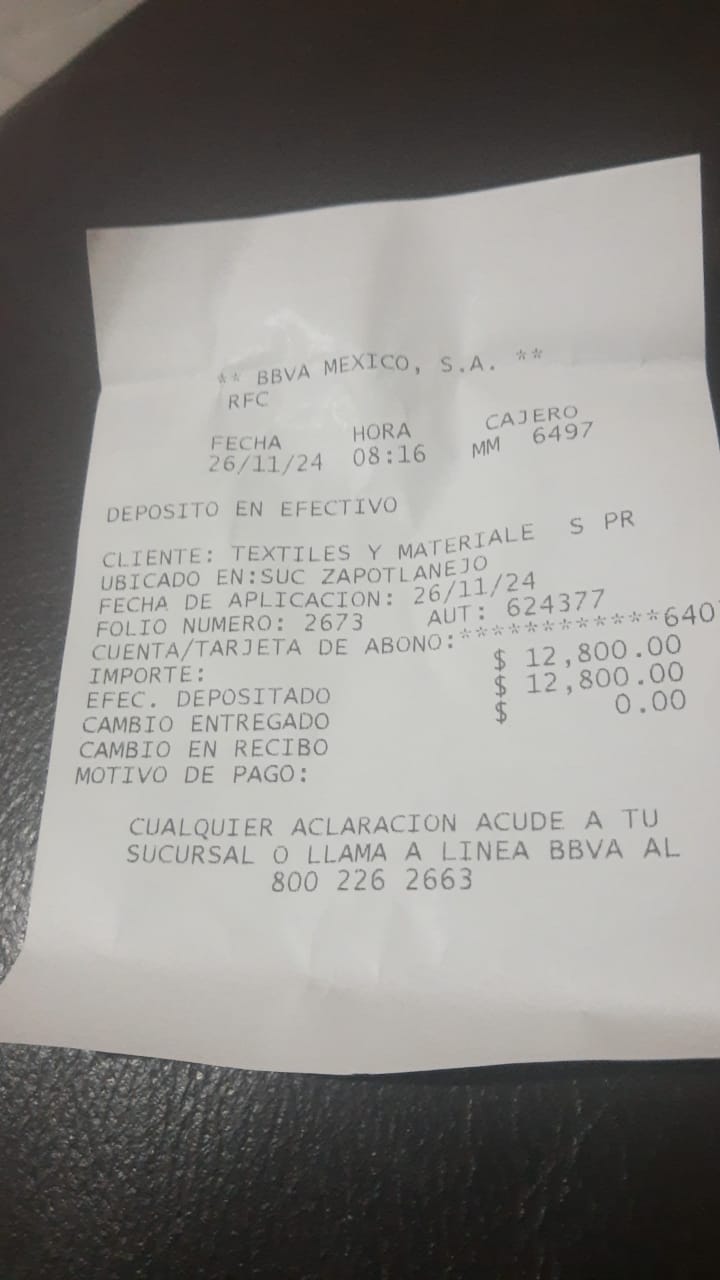 ** BBVA MEXICO, S.A. **
RFC
FECHA HORA CAJERO
26/11/24 08:16 MM 6497
DEPOSITO EN EFECTIVO
CLIENTE: TEXTILES Y MATERIALE S PR
UBICADO EN:SUC ZAPOTLANEJO
FECHA DE APLICACION: 26/11/24
FOLIO NUMERO: 2673 AUT: 624377
CUENTA/TARJETA DE ABONO:************640
IMPORTE: $ 12,800.00
EFEC. DEPOSITADO $ 12,800.00
CAMBIO ENTREGADO $ 0.00
CAMBIO EN RECIBO
MOTIVO DE PAGO:
CUALQUIER ACLARACION ACUDE A TU
SUCURSAL O LLAMA A LINEA BBVA AL
800 226 2663